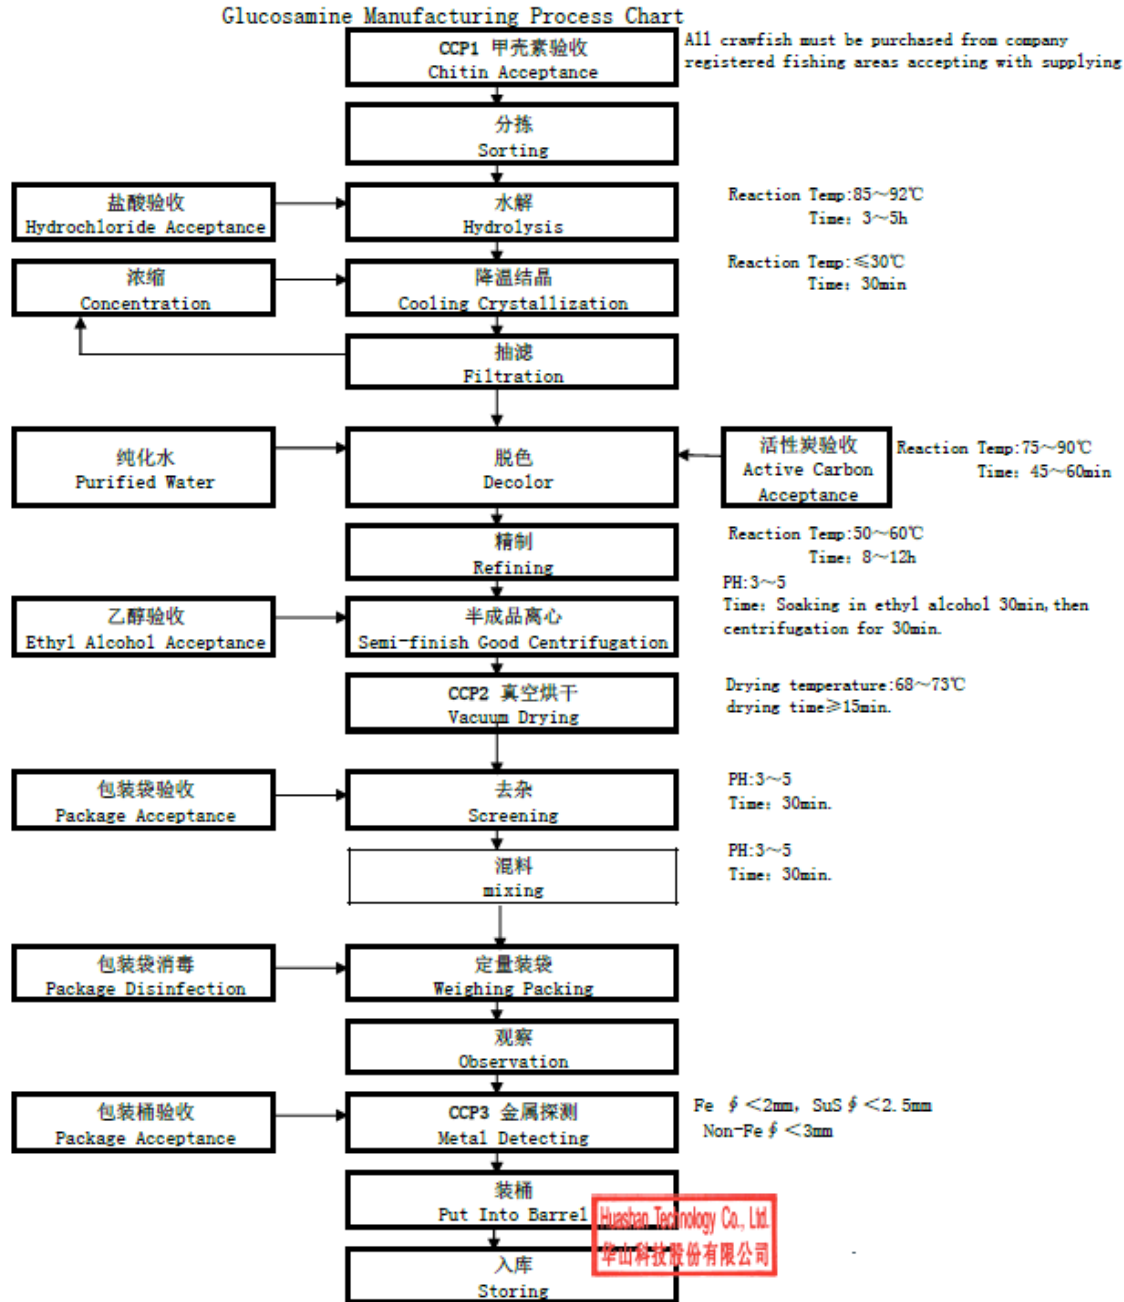 Glucosamine Manufacturing Process Chart
CCP1 甲壳素验收
Chitin Acceptance
All crawfish must be purchased from company
registered fishing areas accepting with supplying
分拣
Sorting
盐酸验收
Hydrochloride Acceptance
水解
Hydrolysis
Reaction Temp:85～92℃
Time: 3～5h
浓缩
Concentration
降温结晶
Cooling Crystallization
Reaction Temp:≤30℃
Time: 30min
抽滤
Filtration
纯化水
Purified Water
脱色
Decolor
活性炭验收
Active Carbon
Acceptance
Reaction Temp:75～90℃
Time: 45～60min
精制
Refining
Reaction Temp:50～60℃
Time: 8～12h
乙醇验收
Ethyl Alcohol Acceptance
半成品离心
Semi-finish Good Centrifugation
PH:3～5
Time: Soaking in ethyl alcohol 30min,then
centrifugation for 30min.
CCP2 真空烘干
Vacuum Drying
Drying temperature:68～73℃
drying time≥15min.
包装袋验收
Package Acceptance
去杂
Screening
PH:3～5
Time: 30min.
混料
mixing
PH:3～5
Time: 30min.
包装袋消毒
Package Disinfection
定量装袋
Weighing Packing
观察
Observation
包装桶验收
Package Acceptance
CCP3 金属探测
Metal Detecting
Fe ∮＜2mm, SuS∮＜2.5mm
Non-Fe∮＜3mm
装桶
Put Into Barrel
Huashan Technology Co., Ltd.
华山科技股份有限公司
入库
Storing